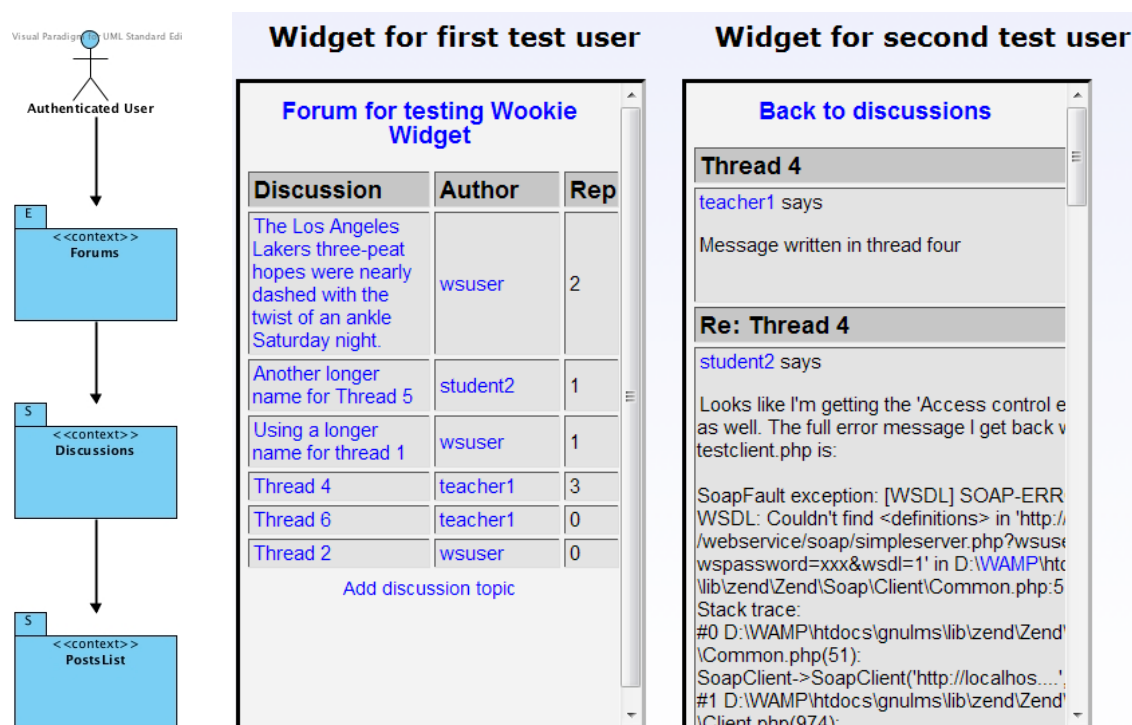 Visual Paradigm for UML Standard Edi
Authenticated User
E
<<context>>
Forums
S
<<context>>
Discussions
S
<<context>>
PostsList
Widget for first test user
Forum for testing Wookie
Widget
Discussion Author Rep
The Los Angeles
Lakers three-peat
hopes were nearly
dashed with the
twist of an ankle
Saturday night.
wsuser 2
Another longer
name for Thread 5
student2 1
Using a longer
name for thread 1
wsuser 1
Thread 4 teacher1 3
Thread 6 teacher1 0
Thread 2 wsuser 0
Add discussion topic
Widget for second test user
Back to discussions
Thread 4
teacher1 says
Message written in thread four
Re: Thread 4
student2 says
Looks like I'm getting the 'Access control e
as well. The full error message I get back
testclient.php is:
SoapFault exception: [WSDL] SOAP-ERR
WSDL: Couldn't find <definitions> in 'http://
/webservice/soap/simpleserver.php?wsuse
wspassword=xxx&wsdl=1' in D:\WAMP\htd
\lib\zend\Zend\Soap\Client\Common.php:5
Stack trace:
#0 D:\WAMP\htdocs\gnulms\lib\zend\Zend\
\Common.php(51):
SoapClient->SoapClient('http://localhos....',
#1 D:\WAMP\htdocs\gnulms\lib\zend\Zend\
\Client.php(974):